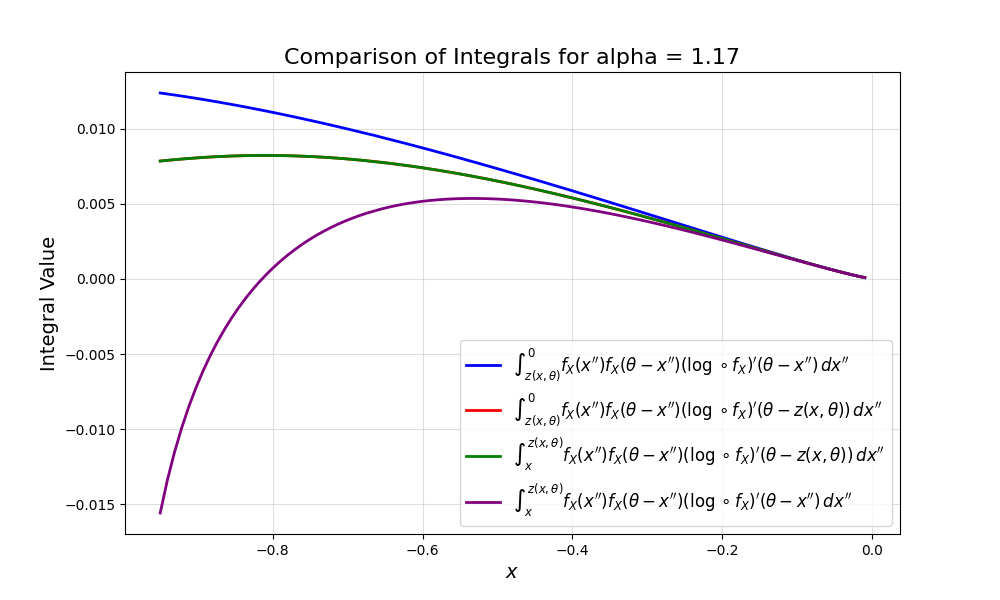 Comparison of Integrals for alpha = 1.17
Integral Value
0.010
0.005
0.000
−0.005
−0.010
−0.015
−0.8
−0.6
−0.4
−0.2
0.0
x
∫_{z(x,θ)}^{0} f_X(x″)f_X(θ − x″)(log ∘ f_X)′(θ − x″) dx″
∫_{z(x,θ)}^{0} f_X(x″)f_X(θ − x″)(log ∘ f_X)′(θ − z(x, θ)) dx″
∫_{x}^{z(x,θ)} f_X(x″)f_X(θ − x″)(log ∘ f_X)′(θ − z(x, θ)) dx″
∫_{x}^{z(x,θ)} f_X(x″)f_X(θ − x″)(log ∘ f_X)′(θ − x″) dx″